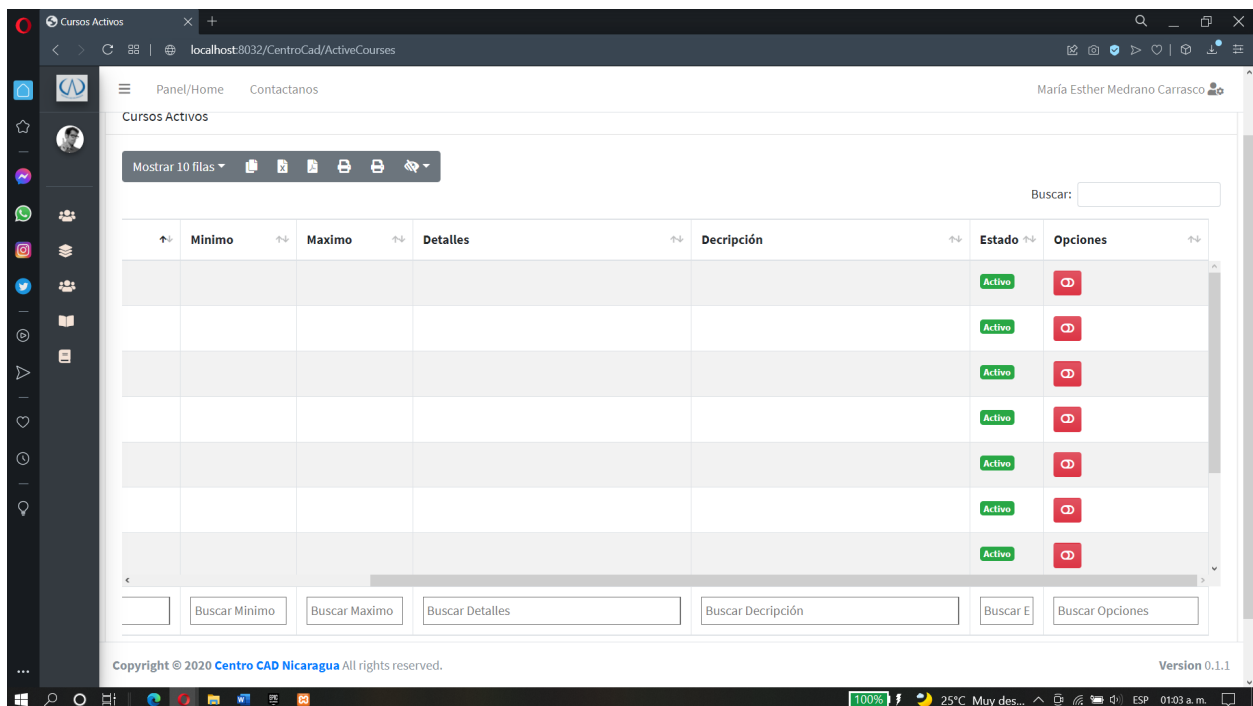 Cursos Activos
localhost:8032/CentroCad/ActiveCourses
Panel/Home Contactanos María Esther Medrano Carrasco
Cursos Activos
Mostrar 10 filas
Buscar:
Minimo Maximo Detalles Decripción Estado Opciones
Activo
Activo
Activo
Activo
Activo
Activo
Activo
Buscar Minimo Buscar Maximo Buscar Detalles Buscar Decripción Buscar E Buscar Opciones
Copyright © 2020 Centro CAD Nicaragua All rights reserved. Version 0.1.1
100% 25°C Muy des... ESP 01:03 a. m.